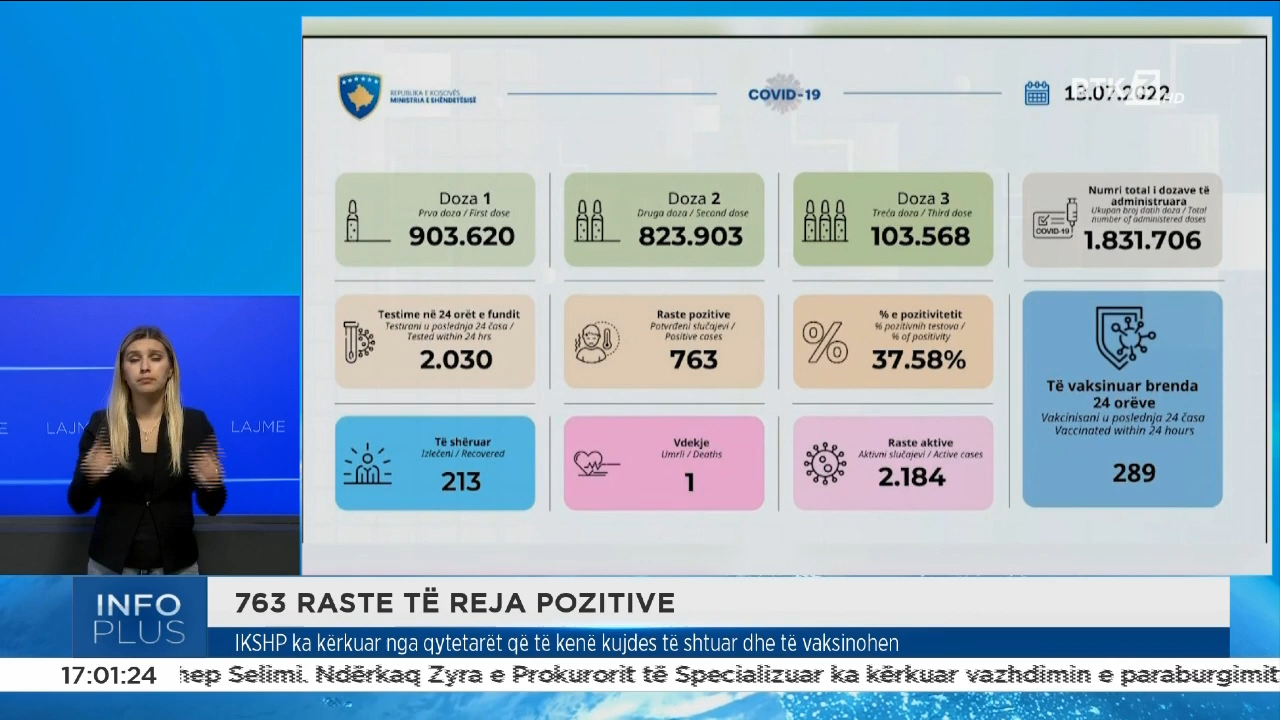 REPUBLIKA E KOSOVËS
MINISTRIA E SHËNDETËSISË
COVID-19
RTK 3 HD
13.07.2022
Doza 1
Prva doza / First dose
903.620
Doza 2
Druga doza / Second dose
823.903
Doza 3
Treća doza / Third dose
103.568
Numri total i dozave të
administruara
Ukupan broj datih doza / Total
number of administered doses
COVID-19
1.831.706
Testime në 24 orët e fundit
Testirani u poslednja 24 časa /
Tested within 24 hrs
2.030
Raste pozitive
Potvrđeni slučajevi /
Positive cases
763
% e pozitivitetit
% pozitivnih testova /
% of positivity
37.58%
Të vaksinuar brenda
24 orëve
Vakcinisani u poslednja 24 časa
Vaccinated within 24 hours
289
Të shëruar
Izlečeni / Recovered
213
Vdekje
Umrli / Deaths
1
Raste aktive
Aktivni slučajevi / Active cases
2.184
LAJME
INFO
PLUS
763 RASTE TË REJA POZITIVE
IKSHP ka kërkuar nga qytetarët që të kenë kujdes të shtuar dhe të vaksinohen
17:01:24
hep Selimi. Ndërkaq Zyra e Prokurorit të Specializuar ka kërkuar vazhdimin e paraburgimit